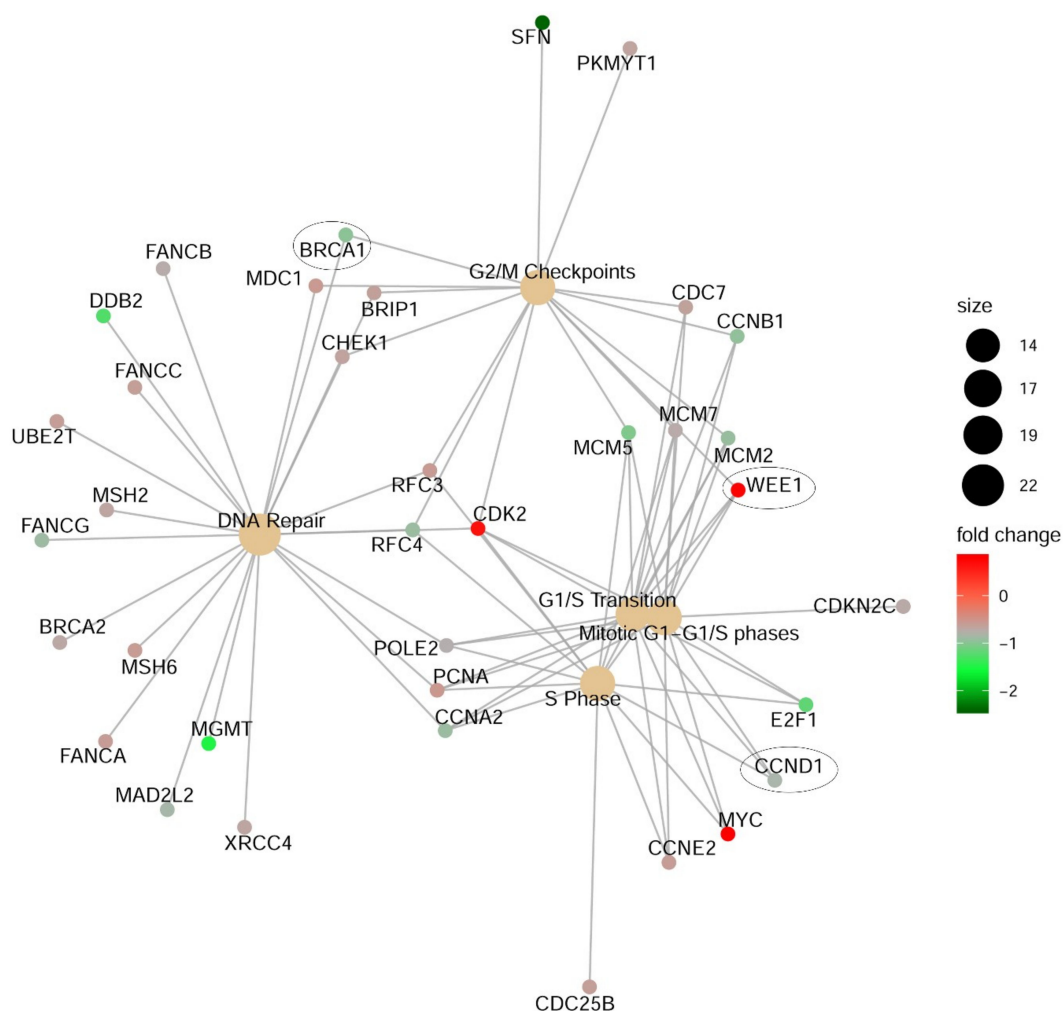 SFN
PKMYT1
BRCA1
FANCB
G2/M Checkpoints
MDC1
DDB2
BRIP1
CDC7
CCNB1
CHEK1
FANCC
MCM7
UBE2T
MCM5
MCM2
RFC3
WEE1
MSH2
CDK2
FANCG
DNA Repair
RFC4
G1/S Transition
CDKN2C
BRCA2
Mitotic G1-G1/S phases
POLE2
MSH6
PCNA
S Phase
CCNA2
E2F1
MGMT
FANCA
CCND1
MAD2L2
MYC
XRCC4
CCNE2
CDC25B
size
14
17
19
22
fold change
0
−1
−2